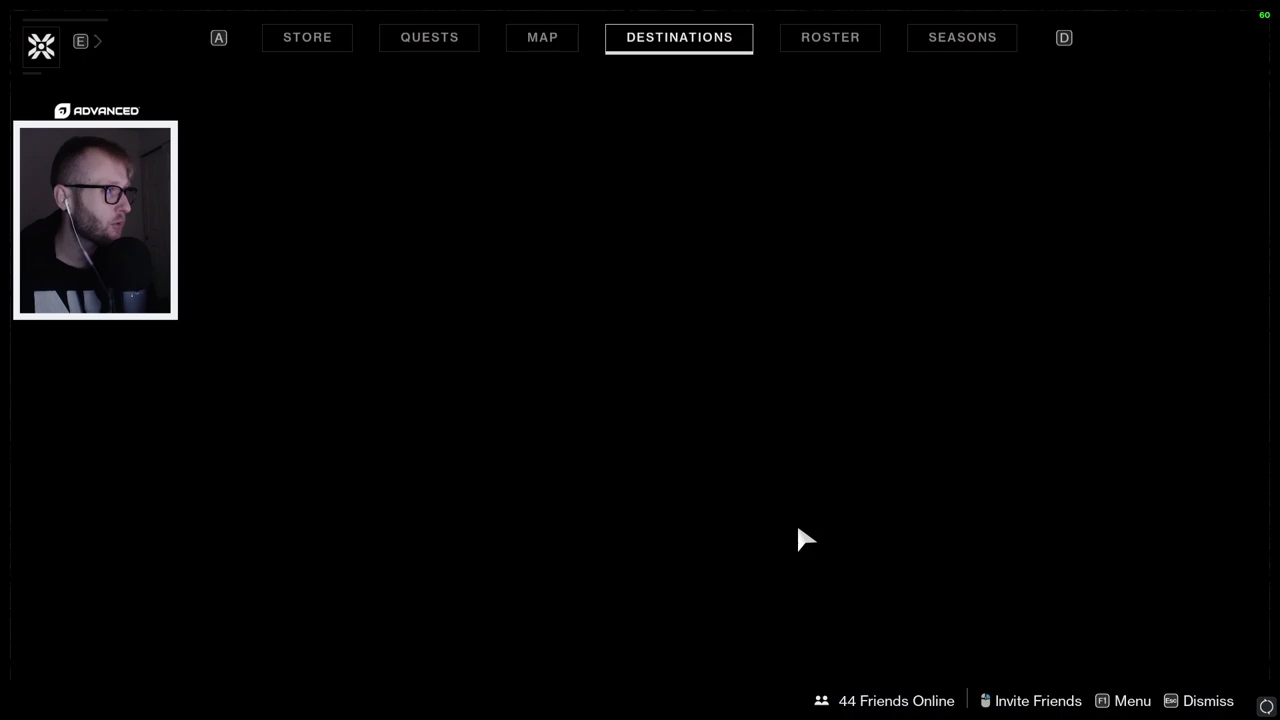 60
E
A
STORE
QUESTS
MAP
DESTINATIONS
ROSTER
SEASONS
D
ADVANCED
44 Friends Online
Invite Friends
F1 Menu
Esc Dismiss